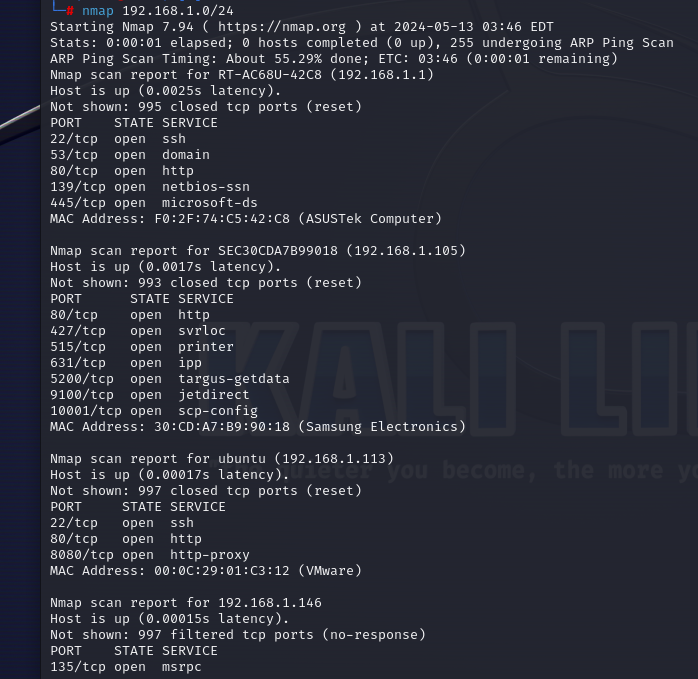 └─# nmap 192.168.1.0/24
Starting Nmap 7.94 ( https://nmap.org ) at 2024-05-13 03:46 EDT
Stats: 0:00:01 elapsed; 0 hosts completed (0 up), 255 undergoing ARP Ping Scan
ARP Ping Scan Timing: About 55.29% done; ETC: 03:46 (0:00:01 remaining)
Nmap scan report for RT-AC68U-42C8 (192.168.1.1)
Host is up (0.0025s latency).
Not shown: 995 closed tcp ports (reset)
PORT    STATE SERVICE
22/tcp  open  ssh
53/tcp  open  domain
80/tcp  open  http
139/tcp open  netbios-ssn
445/tcp open  microsoft-ds
MAC Address: F0:2F:74:C5:42:C8 (ASUSTek Computer)
Nmap scan report for SEC30CDA7B99018 (192.168.1.105)
Host is up (0.0017s latency).
Not shown: 993 closed tcp ports (reset)
PORT      STATE SERVICE
80/tcp    open  http
427/tcp   open  svrloc
515/tcp   open  printer
631/tcp   open  ipp
5200/tcp  open  targus-getdata
9100/tcp  open  jetdirect
10001/tcp open  scp-config
MAC Address: 30:CD:A7:B9:90:18 (Samsung Electronics)
KALI LI
Nmap scan report for ubuntu (192.168.1.113)
quieter you become, the more yo
Host is up (0.00017s latency).
Not shown: 997 closed tcp ports (reset)
PORT     STATE SERVICE
22/tcp   open  ssh
80/tcp   open  http
8080/tcp open  http-proxy
MAC Address: 00:0C:29:01:C3:12 (VMware)
Nmap scan report for 192.168.1.146
Host is up (0.00015s latency).
Not shown: 997 filtered tcp ports (no-response)
PORT    STATE SERVICE
135/tcp open  msrpc